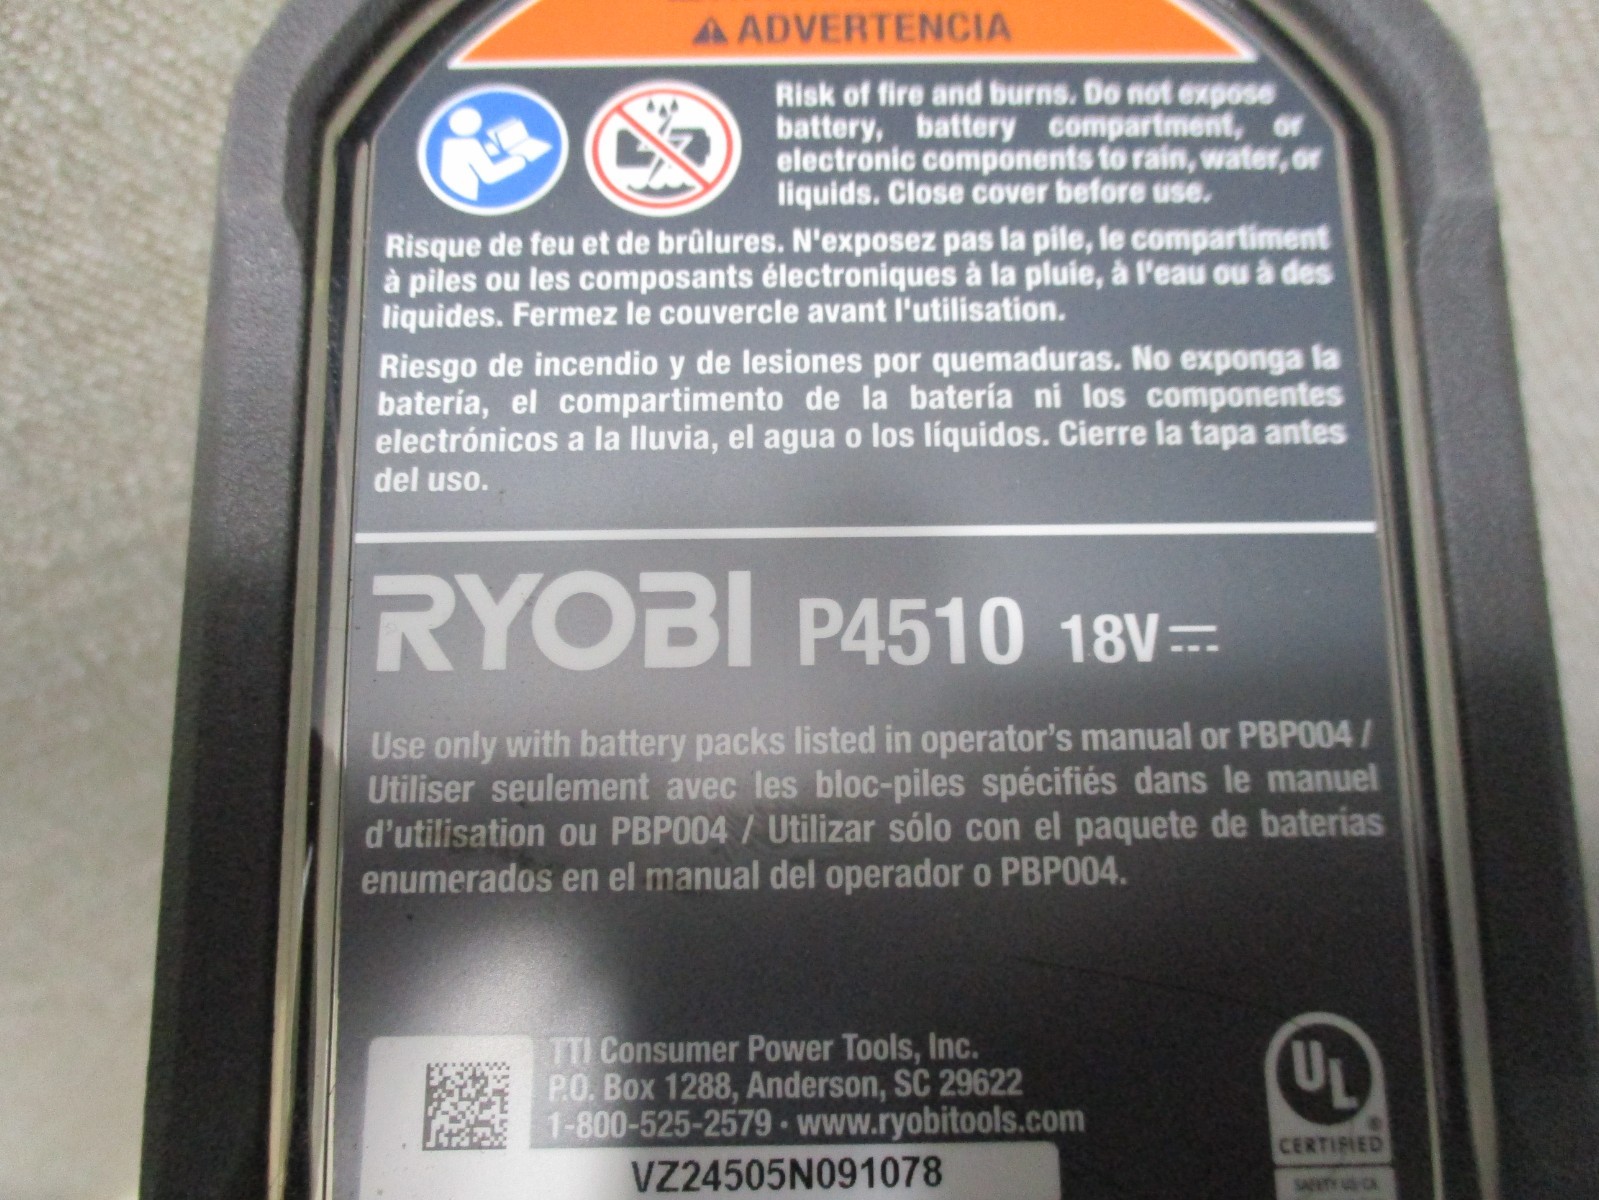 ADVERTENCIA
Risk of fire and burns. Do not expose
battery, battery compartment, or
electronic components to rain, water, or
liquids. Close cover before use.
Risque de feu et de brûlures. N'exposez pas la pile, le compartiment
à piles ou les composants électroniques à la pluie, à l'eau ou à des
liquides. Fermez le couvercle avant l'utilisation.
Riesgo de incendio y de lesiones por quemaduras. No exponga la
batería, el compartimento de la batería ni los componentes
electrónicos a la lluvia, el agua o los líquidos. Cierre la tapa antes
del uso.
RYOBI P4510 18V
Use only with battery packs listed in operator's manual or PBP004 /
Utiliser seulement avec les bloc-piles spécifiés dans le manuel
d'utilisation ou PBP004 / Utilizar sólo con el paquete de baterías
enumerados en el manual del operador o PBP004.
TTI Consumer Power Tools, Inc.
P.O. Box 1288, Anderson, SC 29622
1-800-525-2579 · www.ryobitools.com
VZ24505N091078
UL
®
CERTIFIED
SAFETY US-CA